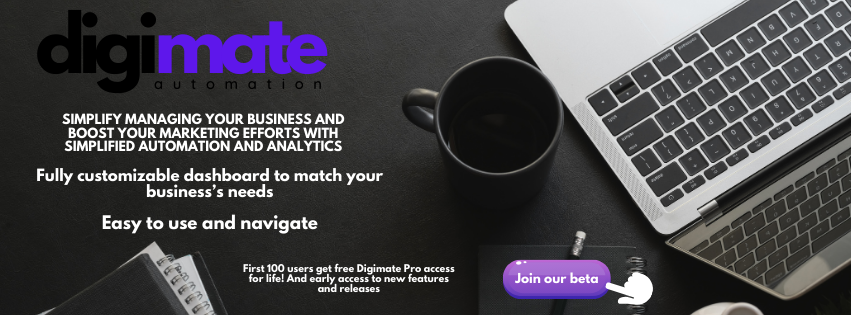 digimate
automation
SIMPLIFY MANAGING YOUR BUSINESS AND
BOOST YOUR MARKETING EFFORTS WITH
SIMPLIFIED AUTOMATION AND ANALYTICS
Fully customizable dashboard to match your
business's needs
Easy to use and navigate
First 100 users get free Digimate Pro access
for life! And early access to new features
and releases
Join our beta